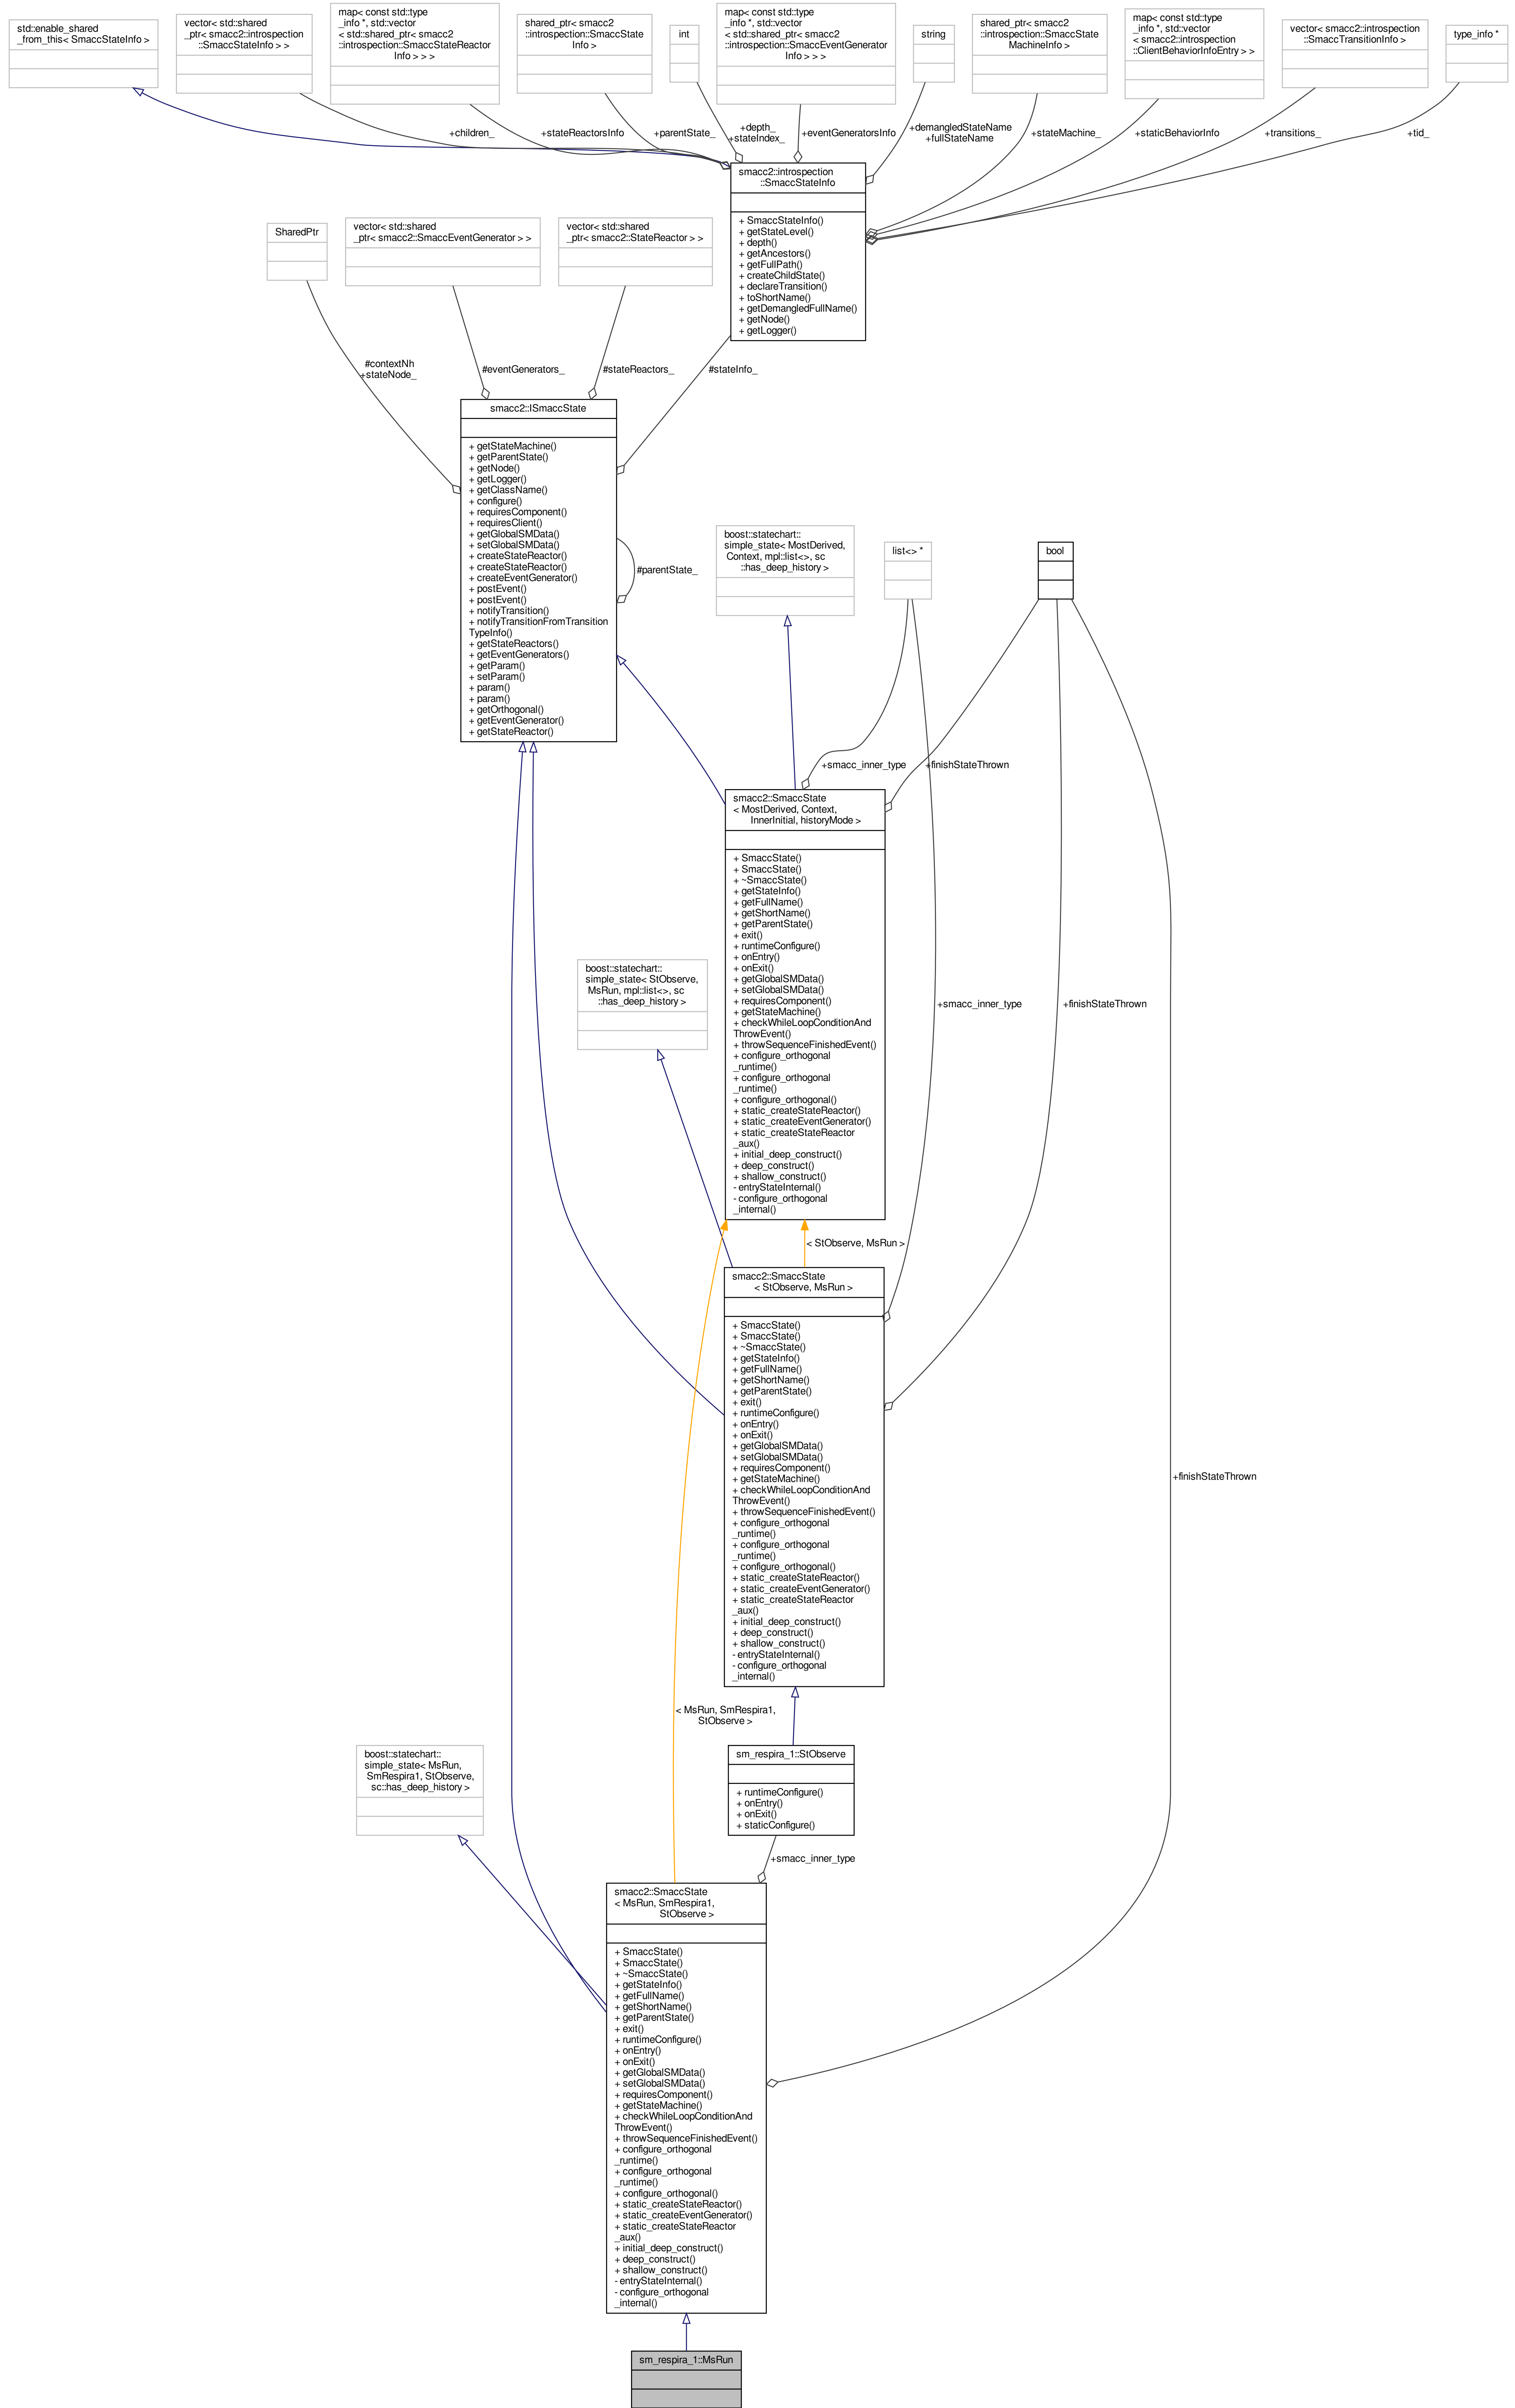 std::enable_shared
_from_this< SmaccStateInfo >
vector< std::shared
_ptr< smacc2::introspection
::SmaccStateInfo > >
map< const std::type
_info *, std::vector
< std::shared_ptr< smacc2
::introspection::SmaccStateReactor
Info > > >
shared_ptr< smacc2
::introspection::SmaccState
Info >
int
map< const std::type
_info *, std::vector
< std::shared_ptr< smacc2
::introspection::SmaccEventGenerator
Info > > >
string
shared_ptr< smacc2
::introspection::SmaccState
MachineInfo >
map< const std::type
_info *, std::vector
< smacc2::introspection
::ClientBehaviorInfoEntry > >
vector< smacc2::introspection
::SmaccTransitionInfo >
type_info *
+children_
+stateReactorsInfo
+parentState_
+depth_
+stateIndex_
+eventGeneratorsInfo
+demangledStateName
+fullStateName
+stateMachine_
+staticBehaviorInfo
+transitions_
+tid_
smacc2::introspection
::SmaccStateInfo
+ SmaccStateInfo()
+ getStateLevel()
+ depth()
+ getAncestors()
+ getFullPath()
+ createChildState()
+ declareTransition()
+ toShortName()
+ getDemangledFullName()
+ getNode()
+ getLogger()
SharedPtr
vector< std::shared
_ptr< smacc2::SmaccEventGenerator > >
vector< std::shared
_ptr< smacc2::StateReactor > >
#contextNh
+stateNode_
#eventGenerators_
#stateReactors_
#stateInfo_
smacc2::ISmaccState
+ getStateMachine()
+ getParentState()
+ getNode()
+ getLogger()
+ getClassName()
+ configure()
+ requiresComponent()
+ requiresClient()
+ getGlobalSMData()
+ setGlobalSMData()
+ createStateReactor()
+ createStateReactor()
+ createEventGenerator()
+ postEvent()
+ postEvent()
+ notifyTransition()
+ notifyTransitionFromTransition
TypeInfo()
+ getStateReactors()
+ getEventGenerators()
+ getParam()
+ setParam()
+ param()
+ param()
+ getOrthogonal()
+ getEventGenerator()
+ getStateReactor()
#parentState_
boost::statechart::
simple_state< MostDerived,
Context, mpl::list<>, sc
::has_deep_history >
list<> *
bool
+smacc_inner_type
+finishStateThrown
smacc2::SmaccState
< MostDerived, Context,
InnerInitial, historyMode >
+ SmaccState()
+ SmaccState()
+ ~SmaccState()
+ getStateInfo()
+ getFullName()
+ getShortName()
+ getParentState()
+ exit()
+ runtimeConfigure()
+ onEntry()
+ onExit()
+ getGlobalSMData()
+ setGlobalSMData()
+ requiresComponent()
+ getStateMachine()
+ checkWhileLoopConditionAnd
ThrowEvent()
+ throwSequenceFinishedEvent()
+ configure_orthogonal
_runtime()
+ configure_orthogonal
_runtime()
+ configure_orthogonal()
+ static_createStateReactor()
+ static_createEventGenerator()
+ static_createStateReactor
_aux()
+ initial_deep_construct()
+ deep_construct()
+ shallow_construct()
- entryStateInternal()
- configure_orthogonal
_internal()
boost::statechart::
simple_state< StObserve,
MsRun, mpl::list<>, sc
::has_deep_history >
+smacc_inner_type
+finishStateThrown
< StObserve, MsRun >
smacc2::SmaccState
< StObserve, MsRun >
+ SmaccState()
+ SmaccState()
+ ~SmaccState()
+ getStateInfo()
+ getFullName()
+ getShortName()
+ getParentState()
+ exit()
+ runtimeConfigure()
+ onEntry()
+ onExit()
+ getGlobalSMData()
+ setGlobalSMData()
+ requiresComponent()
+ getStateMachine()
+ checkWhileLoopConditionAnd
ThrowEvent()
+ throwSequenceFinishedEvent()
+ configure_orthogonal
_runtime()
+ configure_orthogonal
_runtime()
+ configure_orthogonal()
+ static_createStateReactor()
+ static_createEventGenerator()
+ static_createStateReactor
_aux()
+ initial_deep_construct()
+ deep_construct()
+ shallow_construct()
- entryStateInternal()
- configure_orthogonal
_internal()
+finishStateThrown
< MsRun, SmRespira1,
StObserve >
boost::statechart::
simple_state< MsRun,
SmRespira1, StObserve,
sc::has_deep_history >
sm_respira_1::StObserve
+ runtimeConfigure()
+ onEntry()
+ onExit()
+ staticConfigure()
+smacc_inner_type
smacc2::SmaccState
< MsRun, SmRespira1,
StObserve >
+ SmaccState()
+ SmaccState()
+ ~SmaccState()
+ getStateInfo()
+ getFullName()
+ getShortName()
+ getParentState()
+ exit()
+ runtimeConfigure()
+ onEntry()
+ onExit()
+ getGlobalSMData()
+ setGlobalSMData()
+ requiresComponent()
+ getStateMachine()
+ checkWhileLoopConditionAnd
ThrowEvent()
+ throwSequenceFinishedEvent()
+ configure_orthogonal
_runtime()
+ configure_orthogonal
_runtime()
+ configure_orthogonal()
+ static_createStateReactor()
+ static_createEventGenerator()
+ static_createStateReactor
_aux()
+ initial_deep_construct()
+ deep_construct()
+ shallow_construct()
- entryStateInternal()
- configure_orthogonal
_internal()
sm_respira_1::MsRun